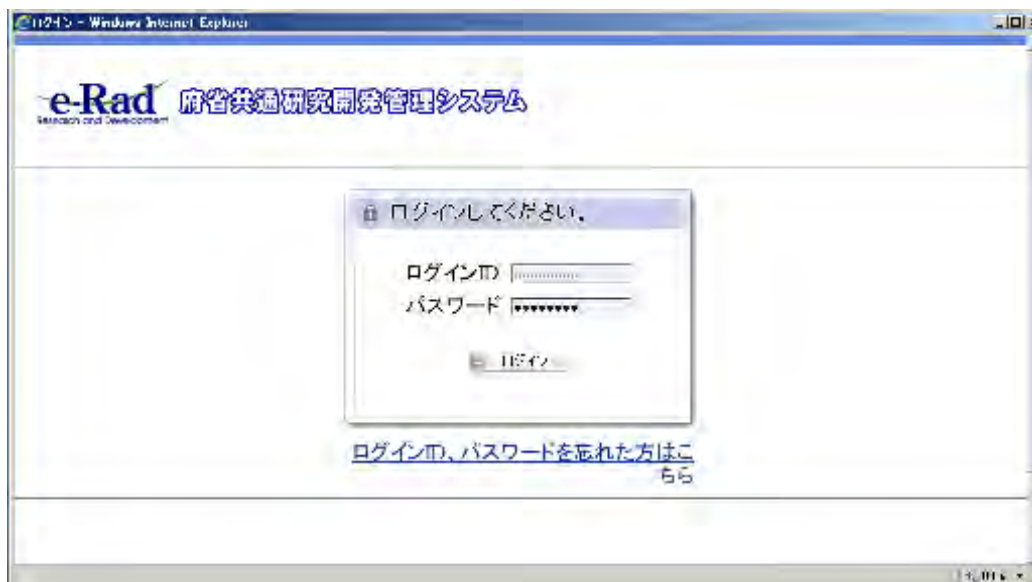 ログイン - Windows Internet Explorer
e-Rad 府省共通研究開発管理システム
Research and Development
ログインしてください。
ログインID
パスワード
ログイン
ログインID、パスワードを忘れた方はこ
ちら